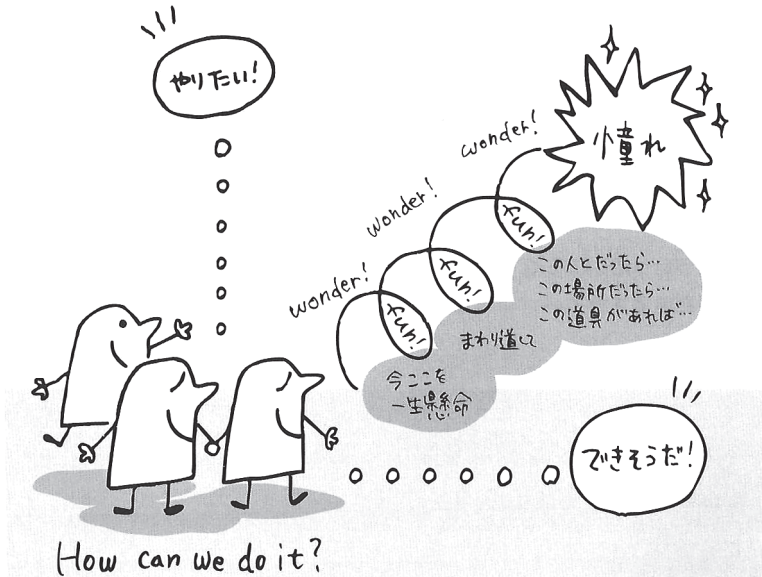 やりたい!
憧れ
wonder!
wonder!
wonder!
fun!
fun!
fun!
この人とだったら…
この場所だったら…
この道具があれば…
まわり道して
今ここを
一生懸命
できそうだ!
How can we do it?